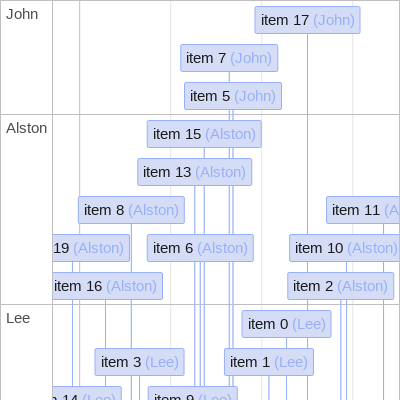 John
item 17 (John)
item 7 (John)
item 5 (John)
Alston
item 15 (Alston)
item 13 (Alston)
item 8 (Alston)
item 11 (A
19 (Alston)
item 6 (Alston)
item 10 (Alston)
item 16 (Alston)
item 2 (Alston)
Lee
item 0 (Lee)
item 3 (Lee)
item 1 (Lee)
14 (Lee)
item 9 (Lee)